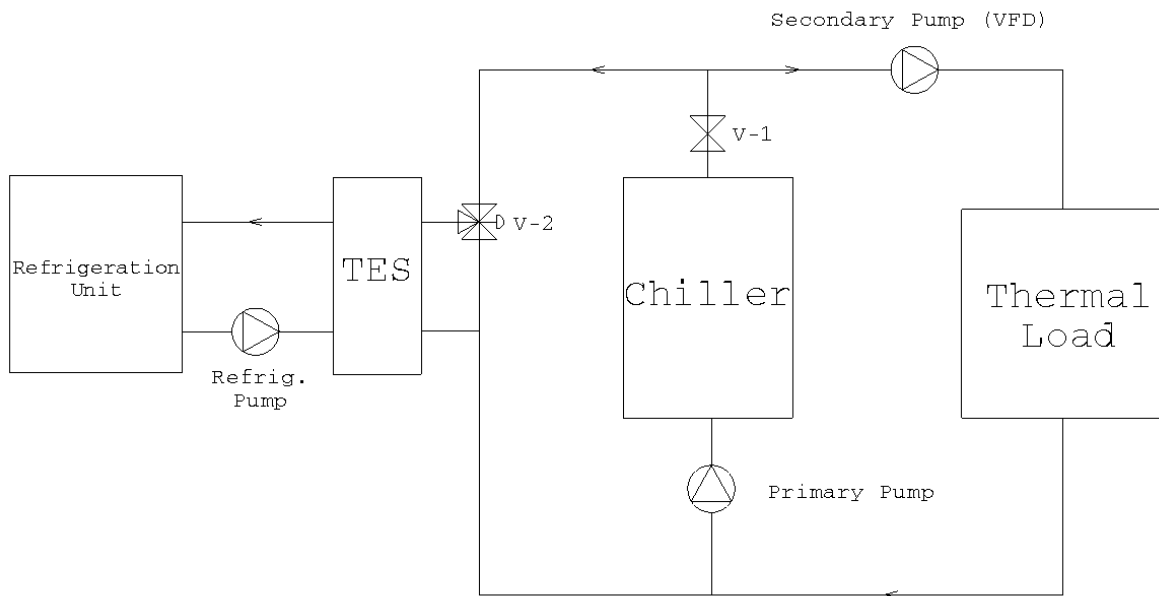 Secondary Pump (VFD)
V-1
V-2
Refrigeration
Unit
TES
Chiller
Thermal
Load
Refrig.
Pump
Primary Pump